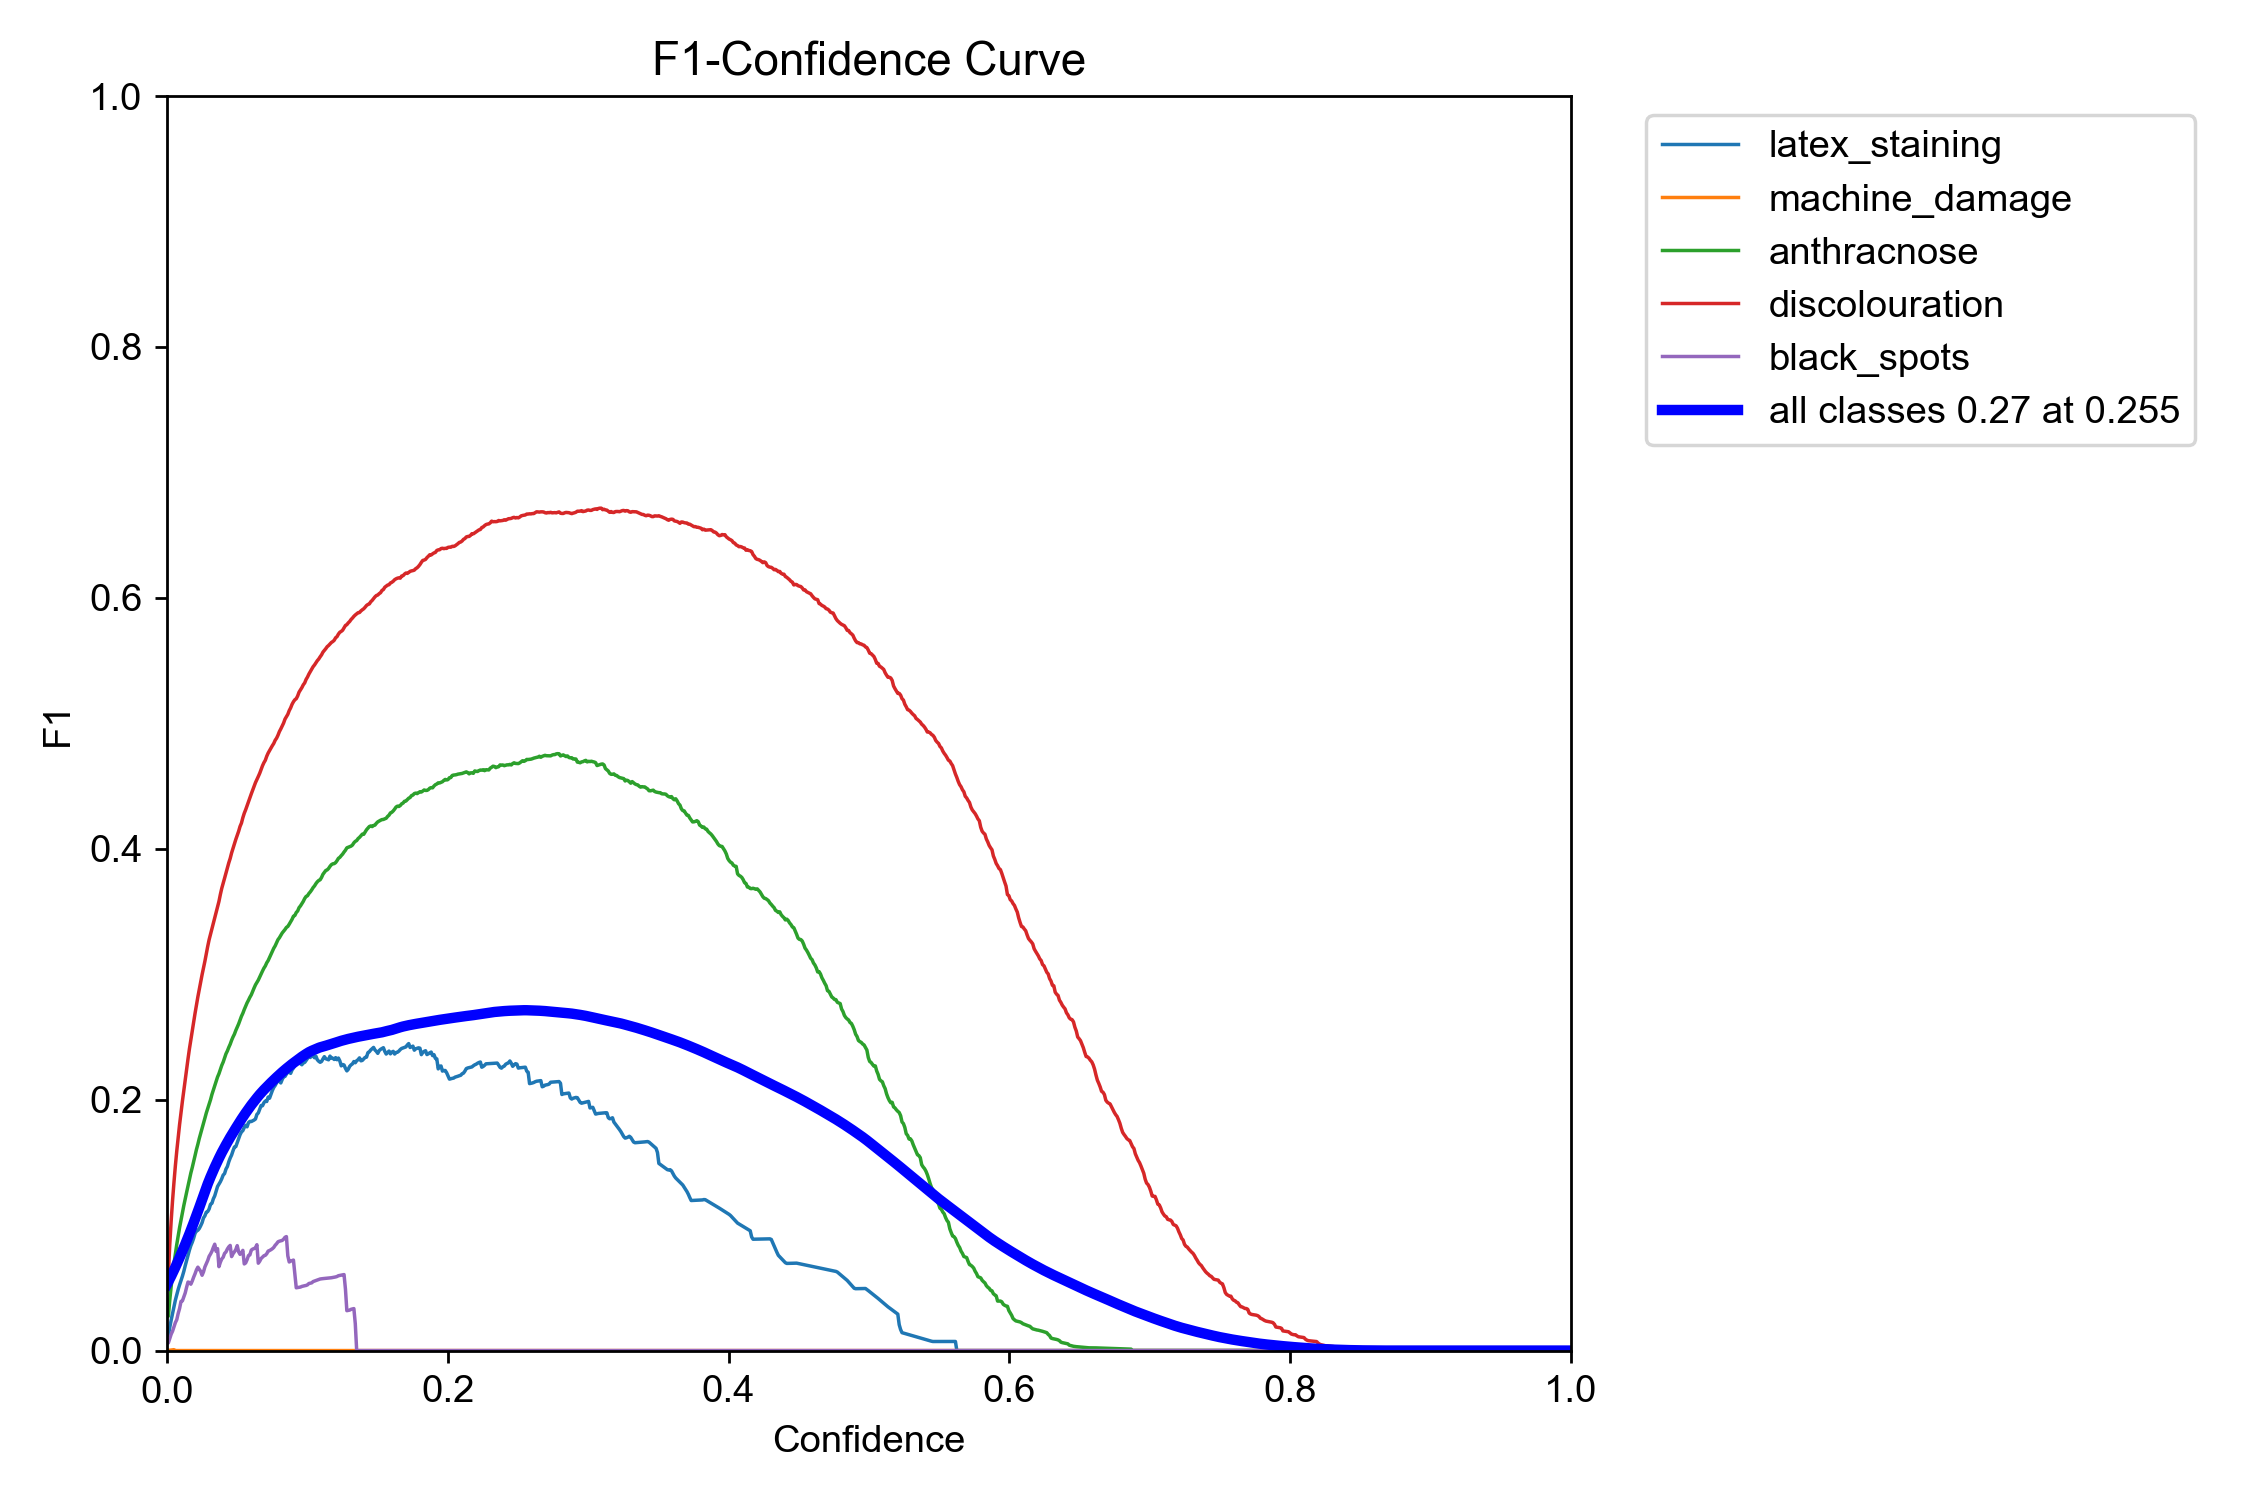 F1-Confidence Curve
1.0
0.8
0.6
0.4
0.2
0.0
F1
0.0 0.2 0.4 0.6 0.8 1.0
Confidence
latex_staining
machine_damage
anthracnose
discolouration
black_spots
all classes 0.27 at 0.255